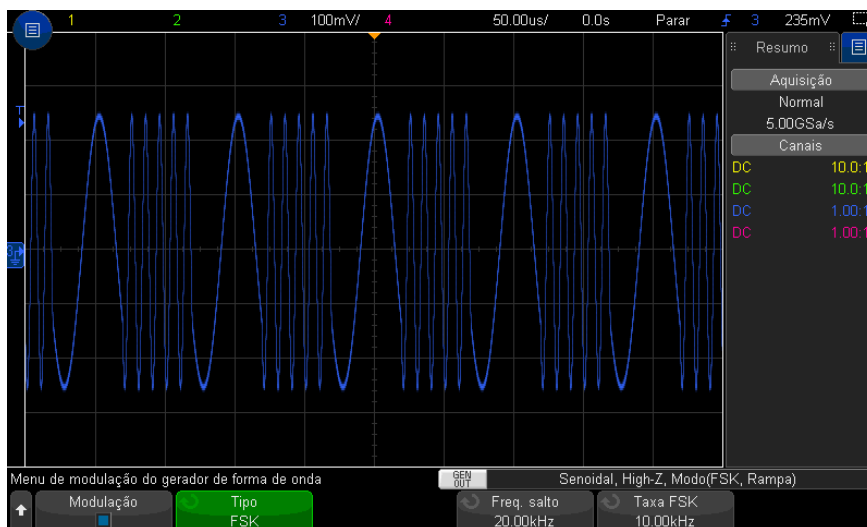 1 2 3 100mV/ 4 50.00us/ 0.0s Parar 3 235mV
Resumo
Aquisição
Normal
5.00GSa/s
Canais
DC 10.0:1
DC 10.0:1
DC 1.00:1
DC 1.00:1
T
3
Menu de modulação do gerador de forma de onda
GEN OUT
Senoidal, High-Z, Modo(FSK, Rampa)
Modulação
Tipo
FSK
Freq. salto
20.00kHz
Taxa FSK
10.00kHz